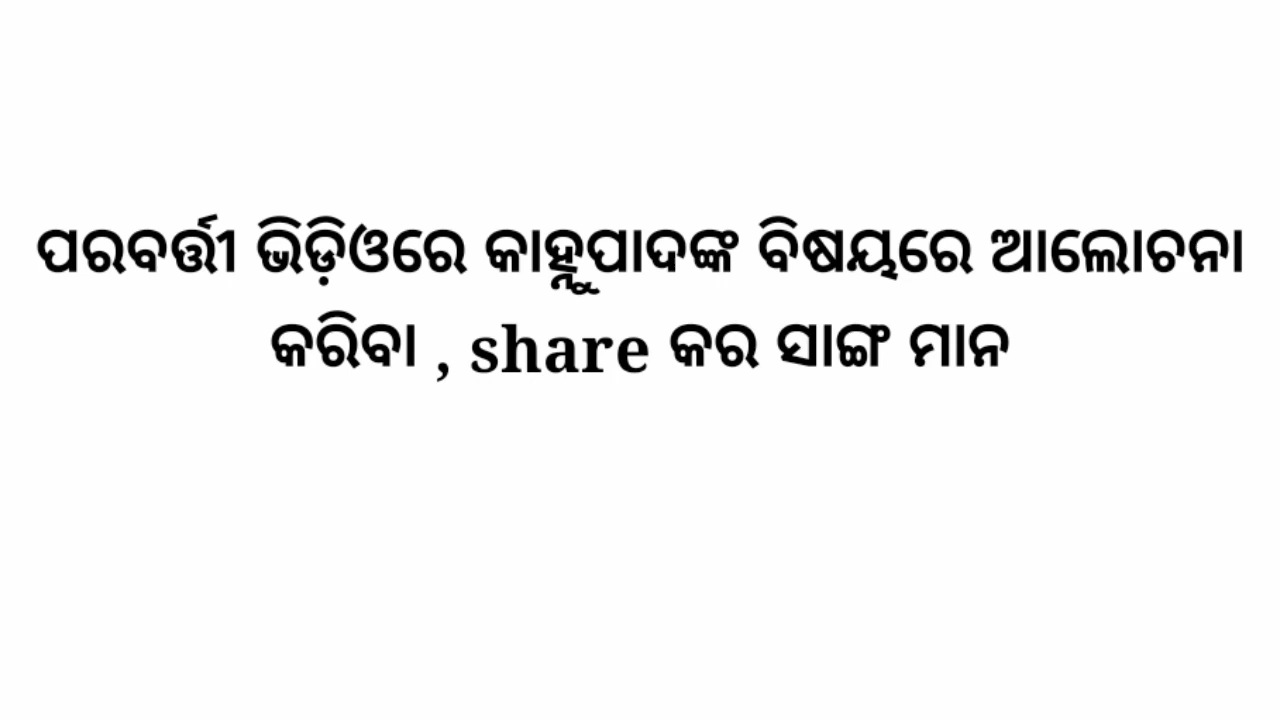 ପରବର୍ତ୍ତୀ ଭିଡ଼ିଓରେ କାହ୍ନୁପାଦଙ୍କ ବିଷୟରେ ଆଲୋଚନା
କରିବା , share କର ସାଙ୍ଗ ମାନ